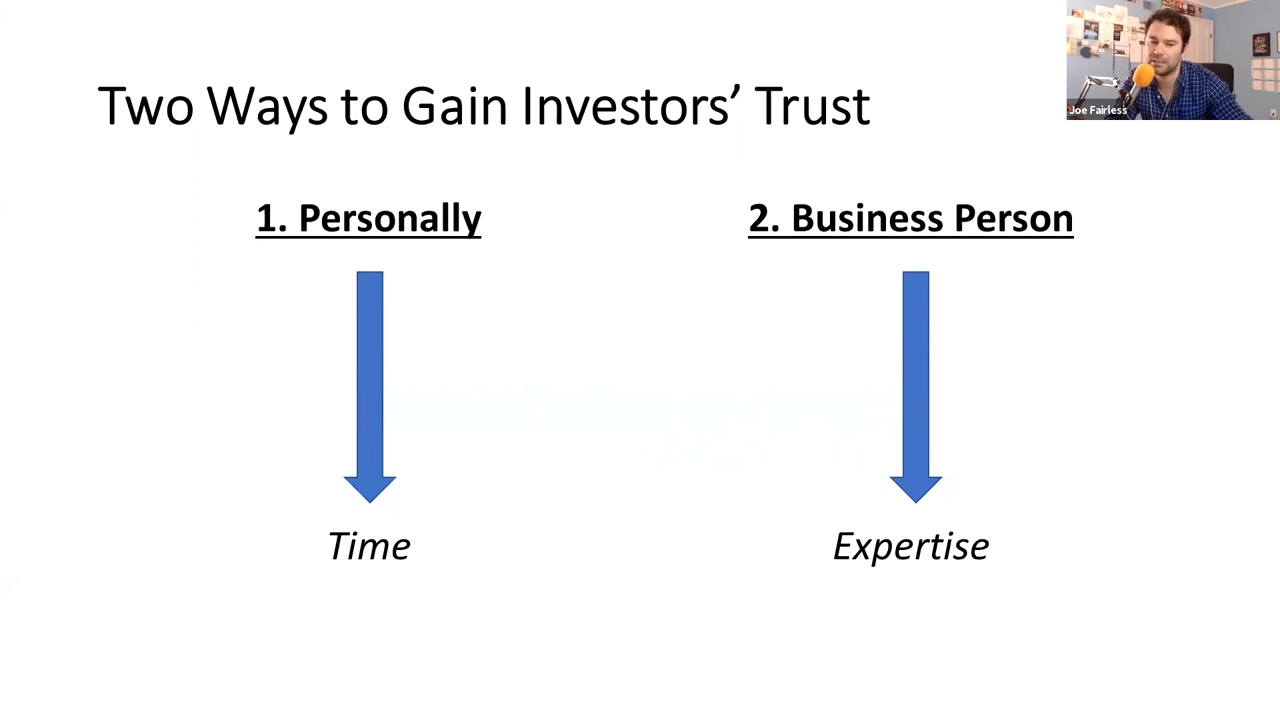 Two Ways to Gain Investors’ Trust
Joe Fairless
1. Personally
2. Business Person
Time
Expertise